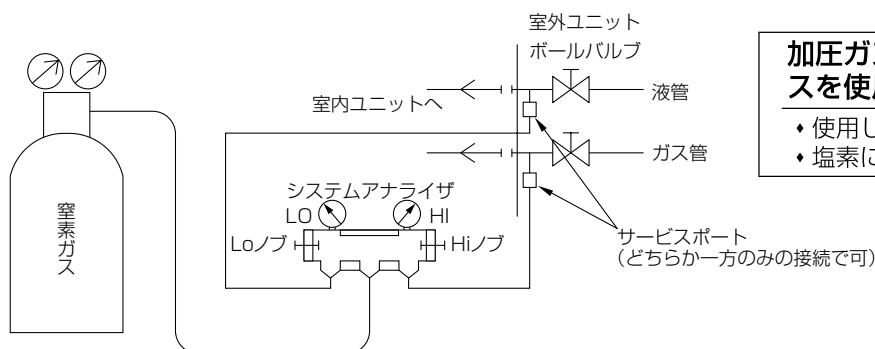 室外ユニット
ボールバルブ
液管
室内ユニットへ
ガス管
システムアナライザ
LO
HI
Loノブ
Hiノブ
サービスポート
(どちらか一方のみの接続で可)
窒素ガス
加圧ガ
スを使
・使用し
・塩素に